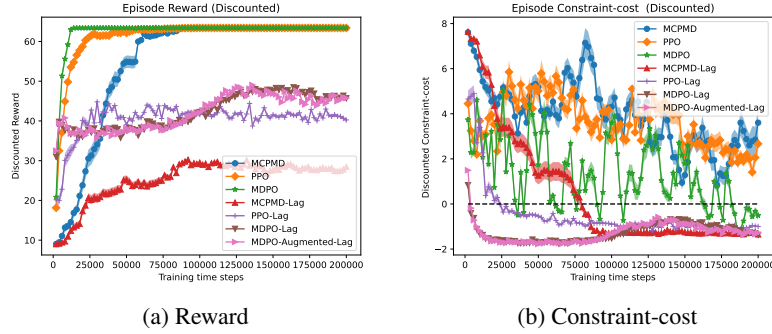 Episode Reward (Discounted)
Discounted Reward
60
50
40
30
20
10
MCPMD
PPO
MDPO
MCPMD-Lag
PPO-Lag
MDPO-Lag
MDPO-Augmented-Lag
0 25000 50000 75000 100000 125000 150000 175000 200000
Training time steps
(a) Reward
Episode Constraint-cost (Discounted)
Discounted Constraint-cost
8
6
4
2
0
−2
MCPMD
PPO
MDPO
MCPMD-Lag
PPO-Lag
MDPO-Lag
MDPO-Augmented-Lag
0 25000 50000 75000 100000 125000 150000 175000 200000
Training time steps
(b) Constraint-cost